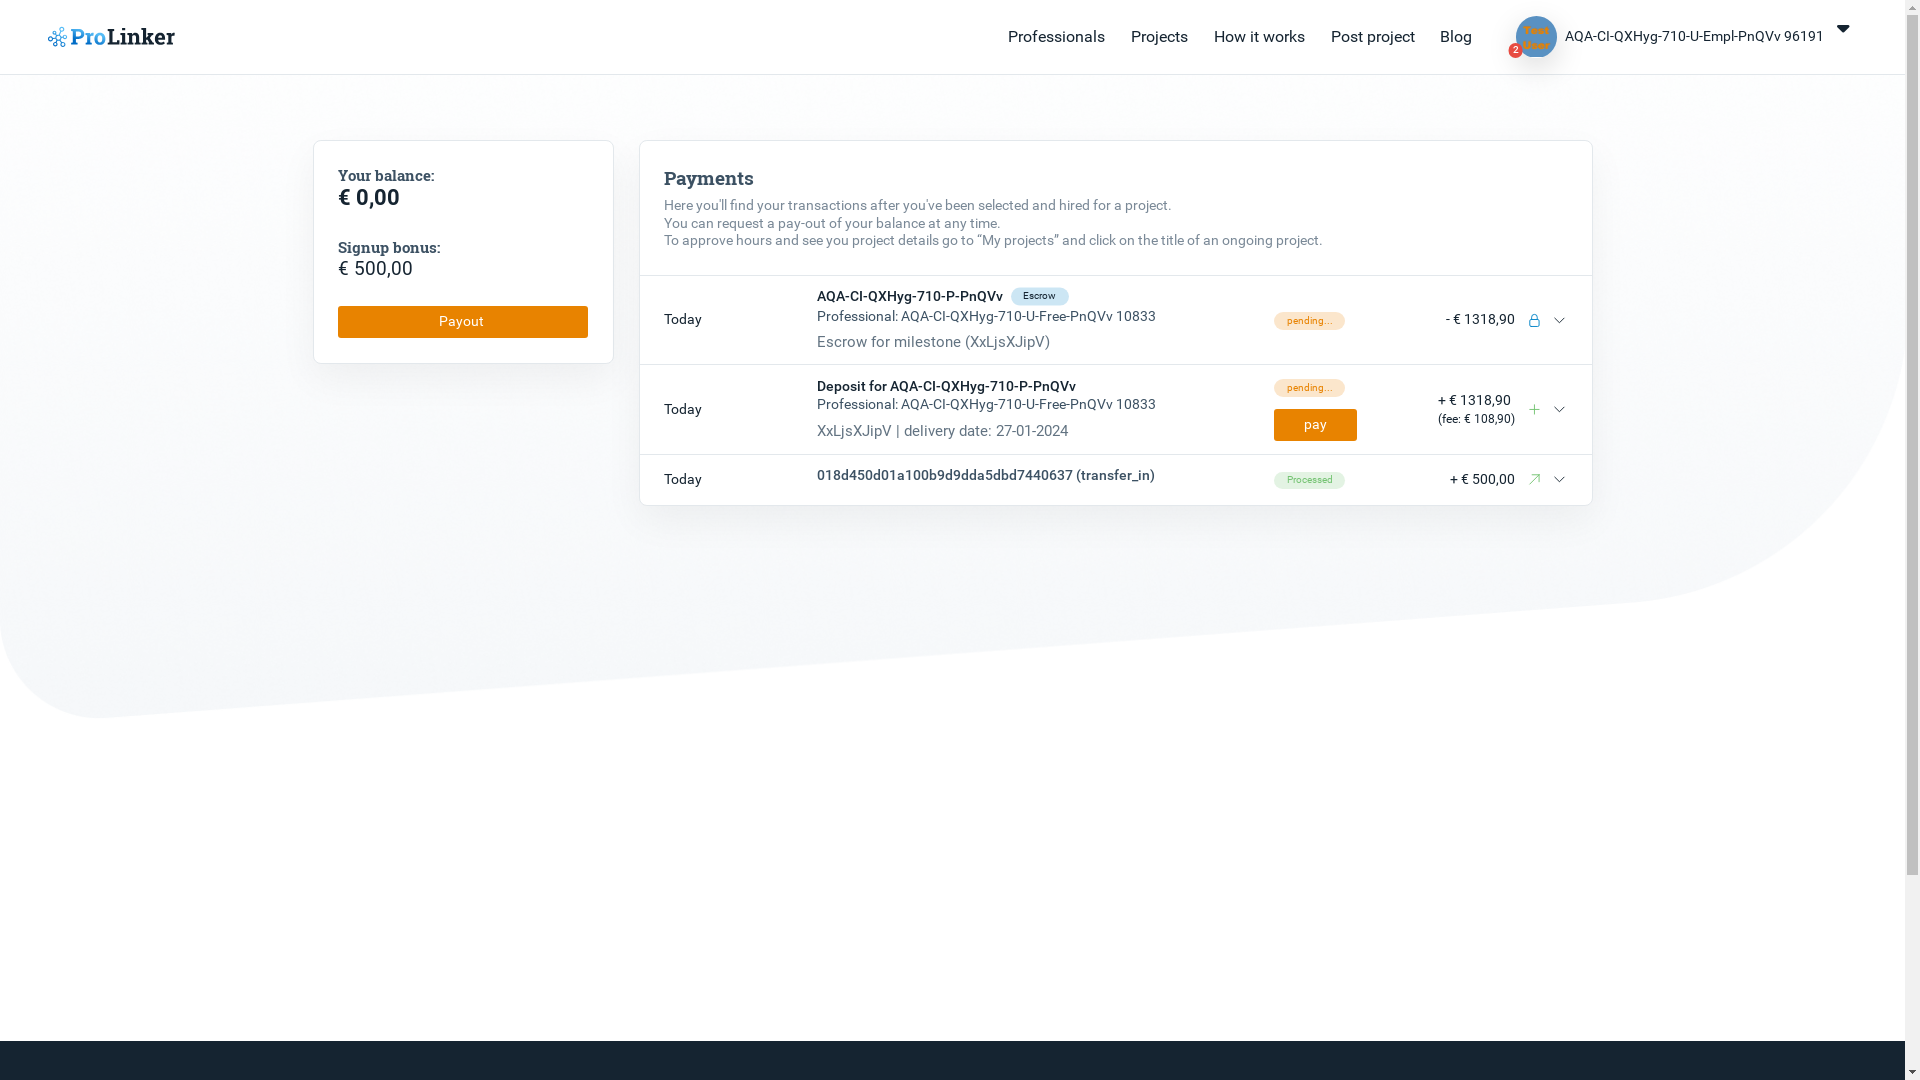 ProLinker
Professionals Projects How it works Post project Blog
Test User
2
AQA-CI-QXHyg-710-U-Empl-PnQVv 96191
Your balance:
€ 0,00
Signup bonus:
€ 500,00
Payout
Payments
Here you'll find your transactions after you've been selected and hired for a project.
You can request a pay-out of your balance at any time.
To approve hours and see you project details go to “My projects” and click on the title of an ongoing project.
Today
AQA-CI-QXHyg-710-P-PnQVv Escrow
Professional: AQA-CI-QXHyg-710-U-Free-PnQVv 10833
Escrow for milestone (XxLjsXJipV)
pending...
- € 1318,90
Today
Deposit for AQA-CI-QXHyg-710-P-PnQVv
Professional: AQA-CI-QXHyg-710-U-Free-PnQVv 10833
XxLjsXJipV | delivery date: 27-01-2024
pending...
pay
+ € 1318,90
(fee: € 108,90)
Today
018d450d01a100b9d9dda5dbd7440637 (transfer_in)
Processed
+ € 500,00